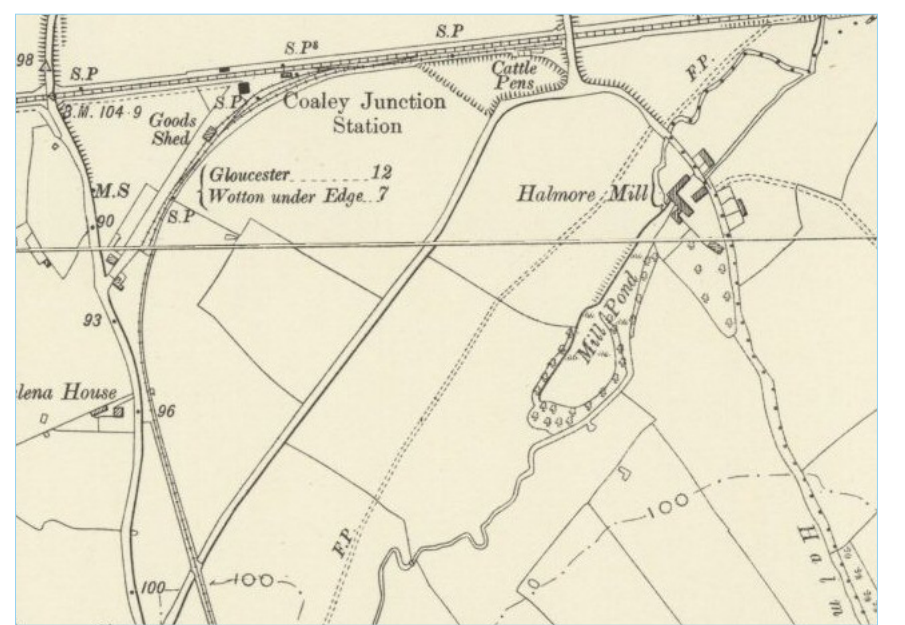 S.P
S.Pˢ
S.P
98
Cattle
Pens
F.P
B.M. 104·9
S.P
Coaley Junction
Station
Goods
Shed
Gloucester 12
Wotton under Edge 7
M.S
S.P
90
Halmore Mill
Mill Pond
93
elena House
96
100
F.P
Halm
100
100